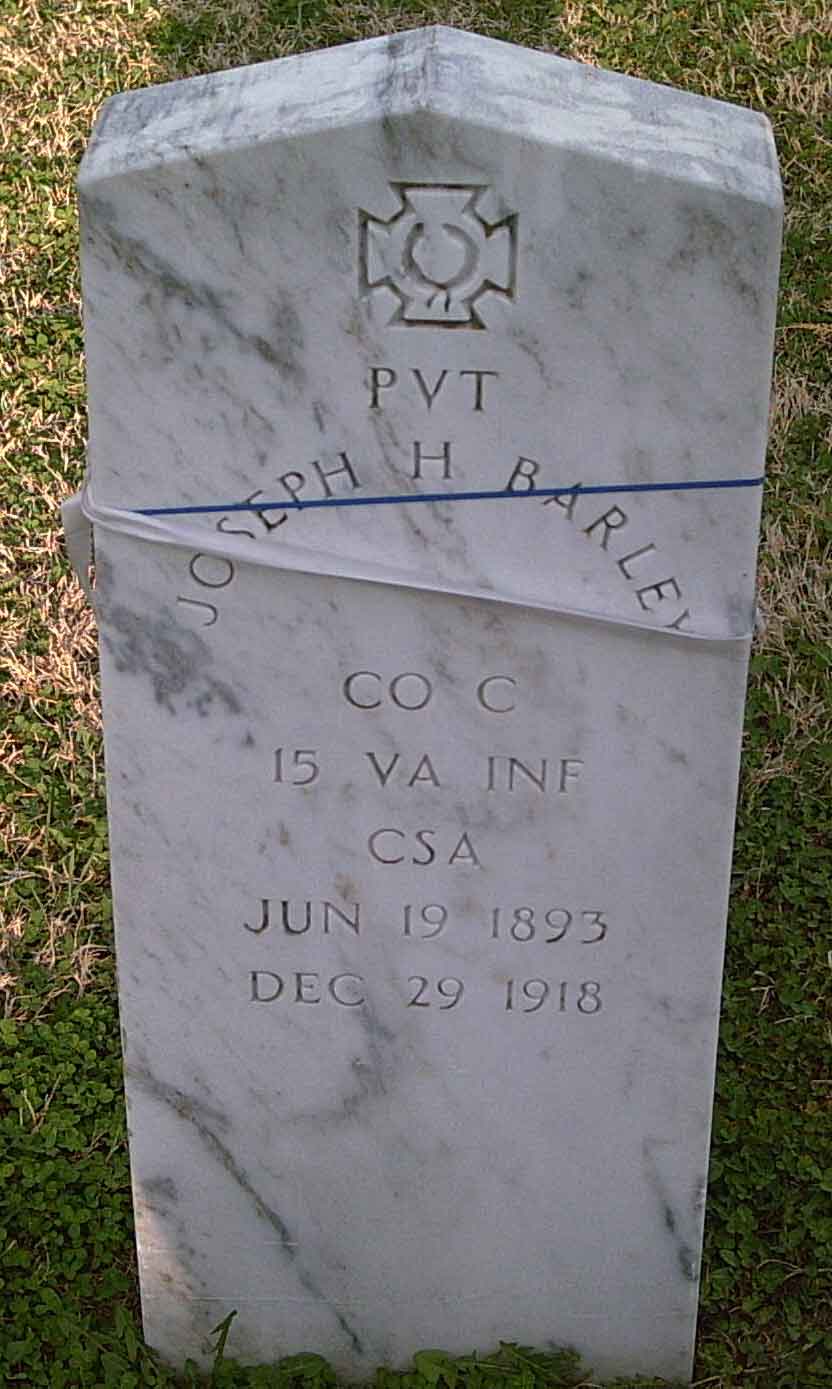 PVT
JOSEPH H BARLEY
CO C
15 VA INF
CSA
JUN 19 1893
DEC 29 1918